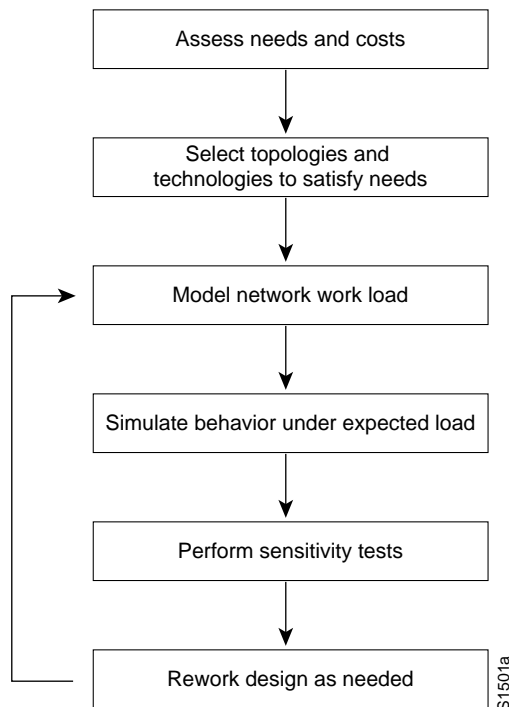 Assess needs and costs
Select topologies and
technologies to satisfy needs
Model network work load
Simulate behavior under expected load
Perform sensitivity tests
Rework design as needed
S1501a